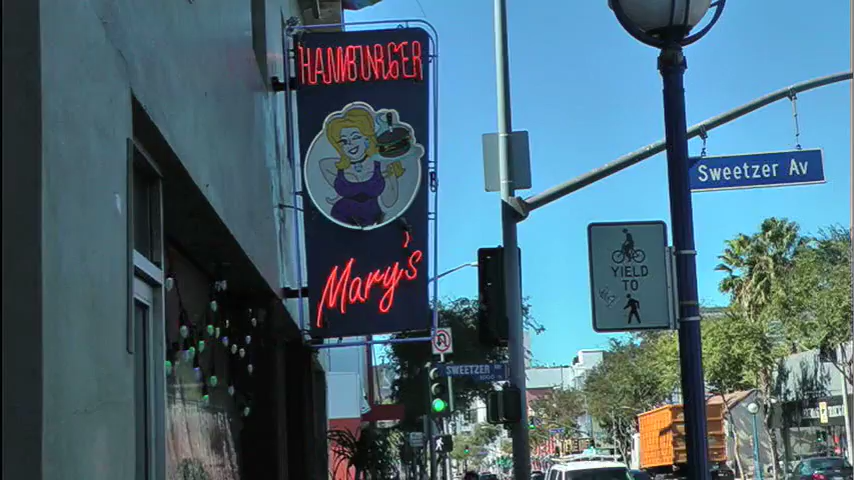 HAMBURGER
Mary's
Sweetzer Av
YIELD
TO
SWEETZER